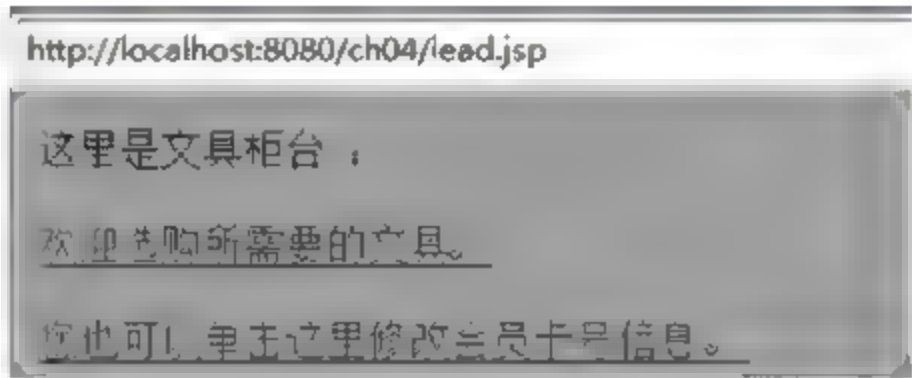 http://localhost:8080/ch04/lead.jsp
这里是文具柜台：
欢迎选购所需要的文具。
您也可以单击这里修改会员卡号信息。